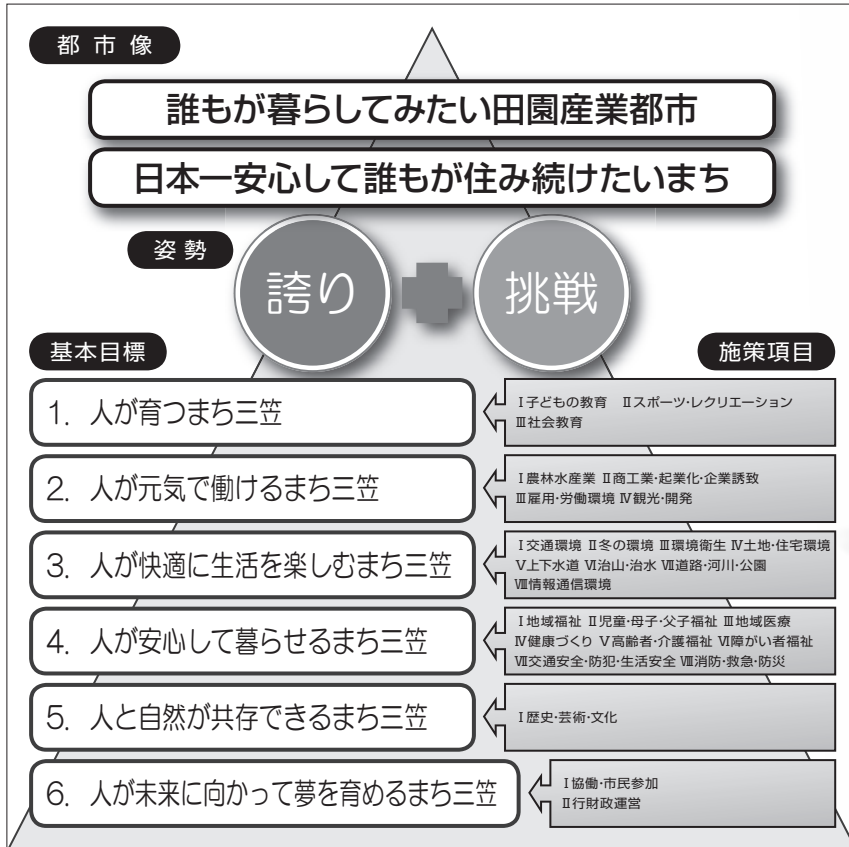 都市像
誰もが暮らしてみたい田園産業都市
日本一安心して誰もが住み続けたいまち
姿勢
誇り
挑戦
基本目標
施策項目
1. 人が育つまち三笠
Ⅰ子どもの教育 Ⅱスポーツ・レクリエーション
Ⅲ社会教育
2. 人が元気で働けるまち三笠
Ⅰ農林水産業 Ⅱ商工業・起業化・企業誘致
Ⅲ雇用・労働環境 Ⅳ観光・開発
3. 人が快適に生活を楽しむまち三笠
Ⅰ交通環境 Ⅱ冬の環境 Ⅲ環境衛生 Ⅳ土地・住宅環境
Ⅴ上下水道 Ⅵ治山・治水 Ⅶ道路・河川・公園
Ⅷ情報通信環境
4. 人が安心して暮らせるまち三笠
Ⅰ地域福祉 Ⅱ児童・母子・父子福祉 Ⅲ地域医療
Ⅳ健康づくり Ⅴ高齢者・介護福祉 Ⅵ障がい者福祉
Ⅶ交通安全・防犯・生活安全 Ⅷ消防・救急・防災
5. 人と自然が共存できるまち三笠
Ⅰ歴史・芸術・文化
6. 人が未来に向かって夢を育めるまち三笠
Ⅰ協働・市民参加
Ⅱ行財政運営